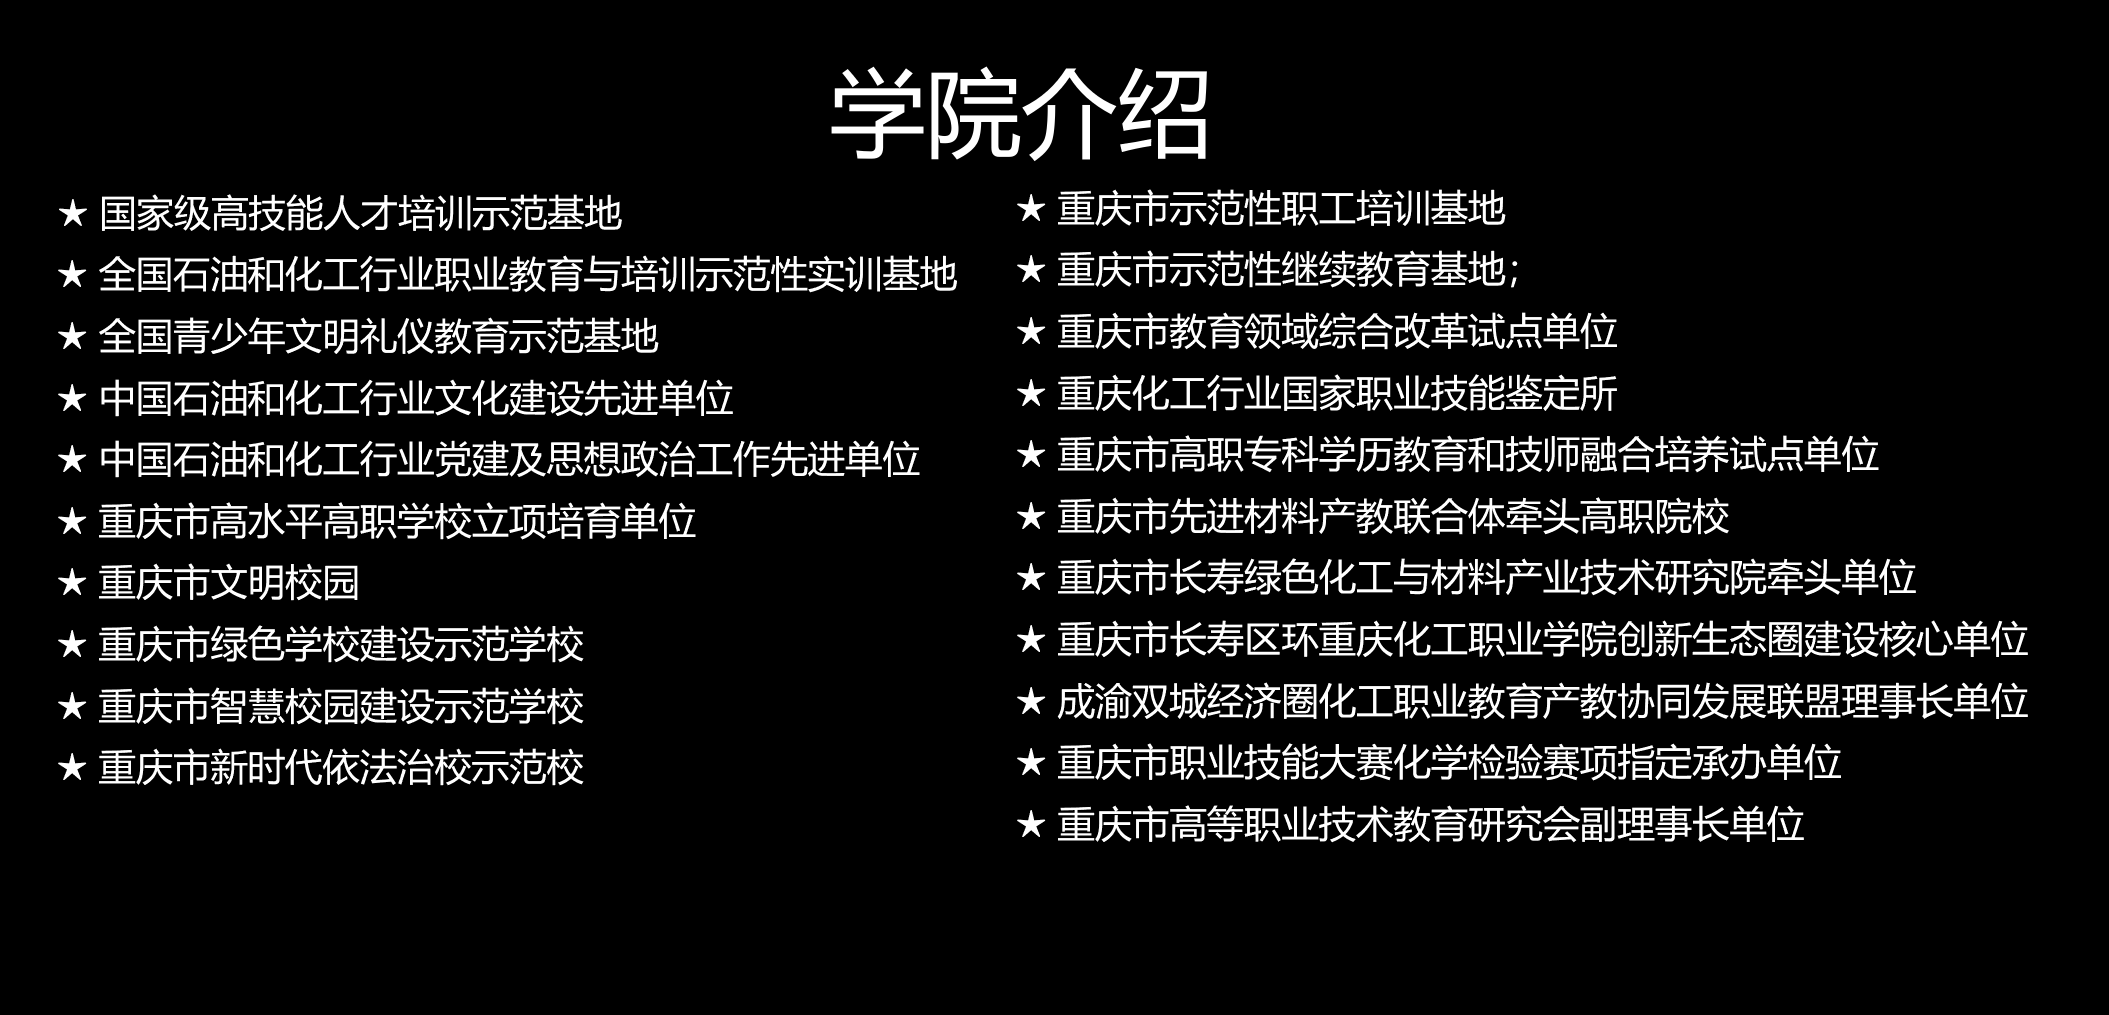 学院介绍
★ 国家级高技能人才培训示范基地
★ 全国石油和化工行业职业教育与培训示范性实训基地
★ 全国青少年文明礼仪教育示范基地
★ 中国石油和化工行业文化建设先进单位
★ 中国石油和化工行业党建及思想政治工作先进单位
★ 重庆市高水平高职学校立项培育单位
★ 重庆市文明校园
★ 重庆市绿色学校建设示范学校
★ 重庆市智慧校园建设示范学校
★ 重庆市新时代依法治校示范校
★ 重庆市示范性职工培训基地
★ 重庆市示范性继续教育基地；
★ 重庆市教育领域综合改革试点单位
★ 重庆化工行业国家职业技能鉴定所
★ 重庆市高职专科学历教育和技师融合培养试点单位
★ 重庆市先进材料产教联合体牵头高职院校
★ 重庆市长寿绿色化工与材料产业技术研究院牵头单位
★ 重庆市长寿区环重庆化工职业学院创新生态圈建设核心单位
★ 成渝双城经济圈化工职业教育产教协同发展联盟理事长单位
★ 重庆市职业技能大赛化学检验赛项指定承办单位
★ 重庆市高等职业技术教育研究会副理事长单位